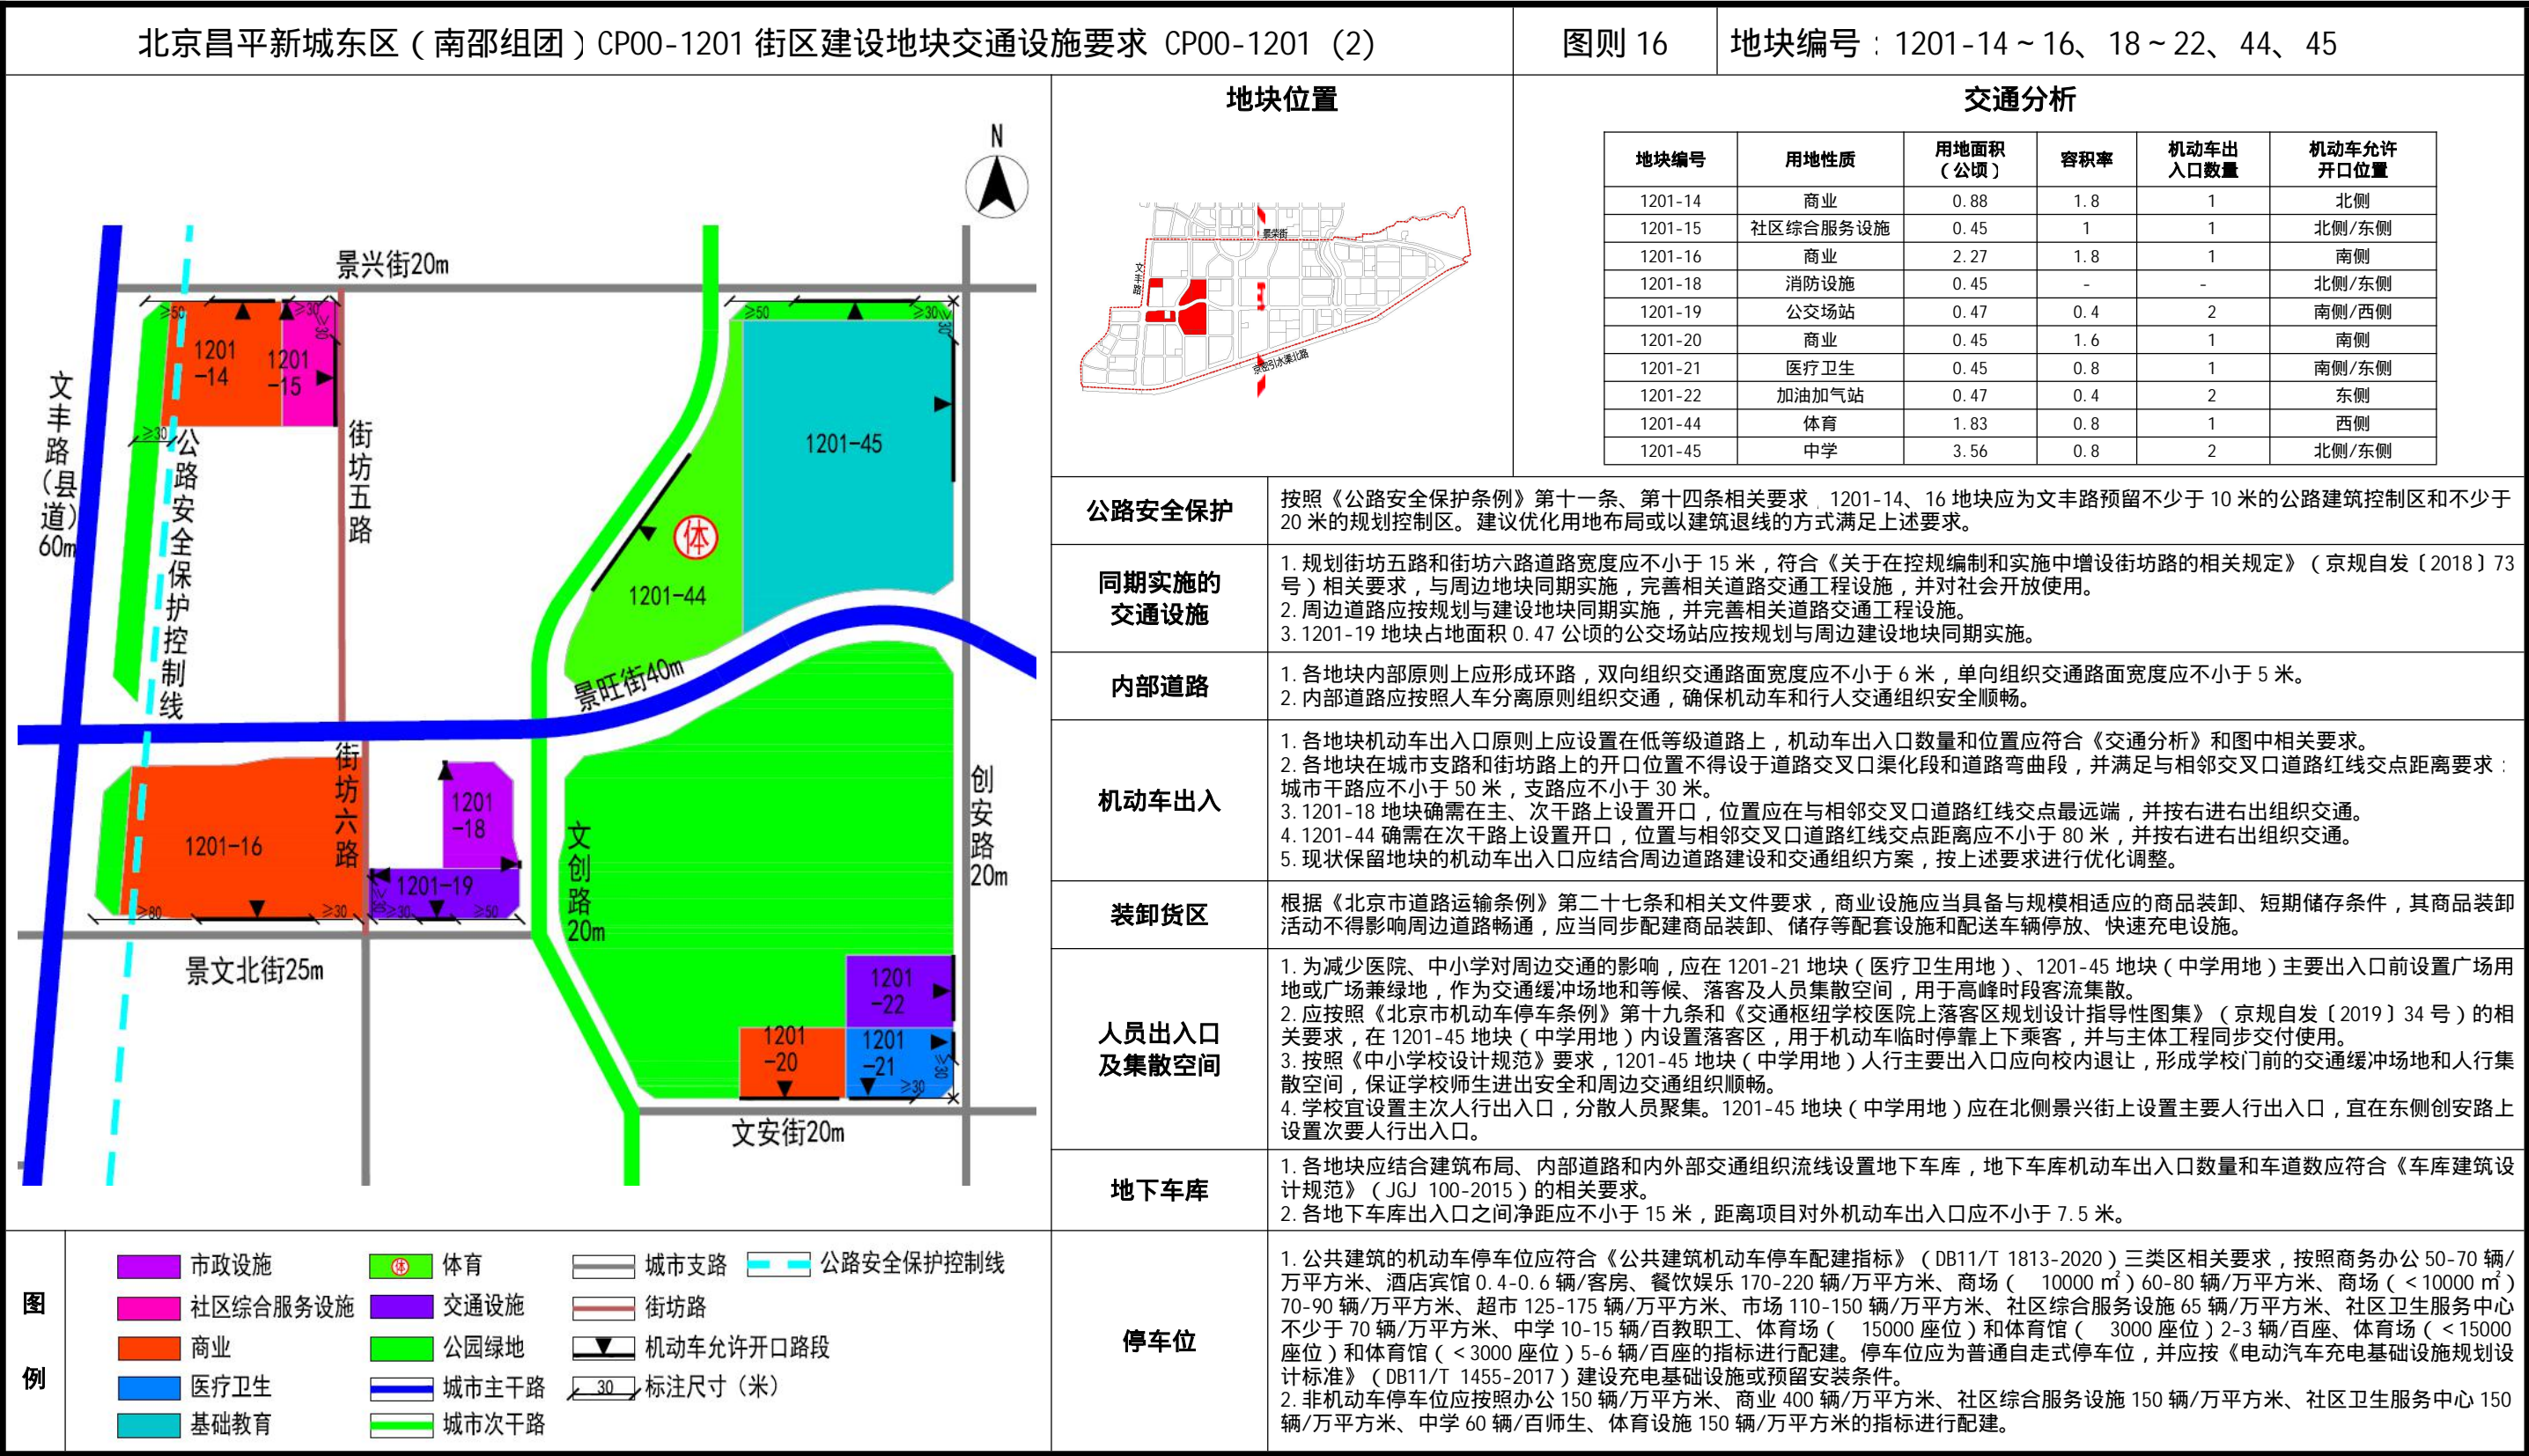 北京昌平新城东区(南邵组团)CP00-1201 街区建设地块交通设施要求 CP00-1201 (2)
图则 16
地块编号:1201-14~16、18~22、44、45
N
景兴街20m
文丰路(县道)60m
公路安全保护控制线
街坊五路
街坊六路
景旺街40m
文创路20m
创安路20m
景文北街25m
文安街20m
1201-14
1201-15
1201-45
体
1201-44
1201-16
1201-18
1201-19
1201-22
1201-20
1201-21
≥50
≥30
≥30
≥30
≥50
≥30
≥30
≥80
≥30
≥30
≥30
≥50
≥30
≥30
地块位置
景荣街
文丰路
京密引水渠北路
交通分析
地块编号 用地性质 用地面积(公顷) 容积率 机动车出入口数量 机动车允许开口位置
1201-14 商业 0.88 1.8 1 北侧
1201-15 社区综合服务设施 0.45 1 1 北侧/东侧
1201-16 商业 2.27 1.8 1 南侧
1201-18 消防设施 0.45 - - 北侧/东侧
1201-19 公交场站 0.47 0.4 2 南侧/西侧
1201-20 商业 0.45 1.6 1 南侧
1201-21 医疗卫生 0.45 0.8 1 南侧/东侧
1201-22 加油加气站 0.47 0.4 2 东侧
1201-44 体育 1.83 0.8 1 西侧
1201-45 中学 3.56 0.8 2 北侧/东侧
公路安全保护
按照《公路安全保护条例》第十一条、第十四条相关要求,1201-14、16 地块应为文丰路预留不少于 10 米的公路建筑控制区和不少于
20 米的规划控制区。建议优化用地布局或以建筑退线的方式满足上述要求。
同期实施的
交通设施
1.规划街坊五路和街坊六路道路宽度应不小于 15 米,符合《关于在控规编制和实施中增设街坊路的相关规定》(京规自发〔2018〕73
号)相关要求,与周边地块同期实施,完善相关道路交通工程设施,并对社会开放使用。
2.周边道路应按规划与建设地块同期实施,并完善相关道路交通工程设施。
3.1201-19 地块占地面积 0.47 公顷的公交场站应按规划与周边建设地块同期实施。
内部道路
1.各地块内部原则上应形成环路,双向组织交通路面宽度应不小于 6 米,单向组织交通路面宽度应不小于 5 米。
2.内部道路应按照人车分离原则组织交通,确保机动车和行人交通组织安全顺畅。
机动车出入
1.各地块机动车出入口原则上应设置在低等级道路上,机动车出入口数量和位置应符合《交通分析》和图中相关要求。
2.各地块在城市支路和街坊路上的开口位置不得设于道路交叉口渠化段和道路弯曲段,并满足与相邻交叉口道路红线交点距离要求:
城市干路应不小于 50 米,支路应不小于 30 米。
3.1201-18 地块确需在主、次干路上设置开口,位置应在与相邻交叉口道路红线交点最远端,并按右进右出组织交通。
4.1201-44 确需在次干路上设置开口,位置与相邻交叉口道路红线交点距离应不小于 80 米,并按右进右出组织交通。
5.现状保留地块的机动车出入口应结合周边道路建设和交通组织方案,按上述要求进行优化调整。
装卸货区
根据《北京市道路运输条例》第二十七条和相关文件要求,商业设施应当具备与规模相适应的商品装卸、短期储存条件,其商品装卸
活动不得影响周边道路畅通,应当同步配建商品装卸、储存等配套设施和配送车辆停放、快速充电设施。
人员出入口
及集散空间
1.为减少医院、中小学对周边交通的影响,应在 1201-21 地块(医疗卫生用地)、1201-45 地块(中学用地)主要出入口前设置广场用
地或广场兼绿地,作为交通缓冲场地和等候、落客及人员集散空间,用于高峰时段客流集散。
2.应按照《北京市机动车停车条例》第十九条和《交通枢纽学校医院上落客区规划设计指导性图集》(京规自发〔2019〕34 号)的相
关要求,在 1201-45 地块(中学用地)内设置落客区,用于机动车临时停靠上下乘客,并与主体工程同步交付使用。
3.按照《中小学校设计规范》要求,1201-45 地块(中学用地)人行主要出入口应向校内退让,形成学校门前的交通缓冲场地和人行集
散空间,保证学校师生进出安全和周边交通组织顺畅。
4.学校宜设置主次人行出入口,分散人员聚集。1201-45 地块(中学用地)应在北侧景兴街上设置主要人行出入口,宜在东侧创安路上
设置次要人行出入口。
地下车库
1.各地块应结合建筑布局、内部道路和内外部交通组织流线设置地下车库,地下车库机动车出入口数量和车道数应符合《车库建筑设
计规范》(JGJ 100-2015)的相关要求。
2.各地下车库出入口之间净距应不小于 15 米,距离项目对外机动车出入口应不小于 7.5 米。
停车位
1.公共建筑的机动车停车位应符合《公共建筑机动车停车配建指标》(DB11/T 1813-2020)三类区相关要求,按照商务办公 50-70 辆/
万平方米、酒店宾馆 0.4-0.6 辆/客房、餐饮娱乐 170-220 辆/万平方米、商场( 10000 ㎡)60-80 辆/万平方米、商场(<10000 ㎡)
70-90 辆/万平方米、超市 125-175 辆/万平方米、市场 110-150 辆/万平方米、社区综合服务设施 65 辆/万平方米、社区卫生服务中心
不少于 70 辆/万平方米、中学 10-15 辆/百教职工、体育场( 15000 座位)和体育馆( 3000 座位)2-3 辆/百座、体育场(<15000
座位)和体育馆(<3000 座位)5-6 辆/百座的指标进行配建。停车位应为普通自走式停车位,并应按《电动汽车充电基础设施规划设
计标准》(DB11/T 1455-2017)建设充电基础设施或预留安装条件。
2.非机动车停车位应按照办公 150 辆/万平方米、商业 400 辆/万平方米、社区综合服务设施 150 辆/万平方米、社区卫生服务中心 150
辆/万平方米、中学 60 辆/百师生、体育设施 150 辆/万平方米的指标进行配建。
图例
市政设施
体 体育
城市支路
公路安全保护控制线
社区综合服务设施
交通设施
街坊路
商业
公园绿地
机动车允许开口路段
医疗卫生
城市主干路
30 标注尺寸(米)
基础教育
城市次干路